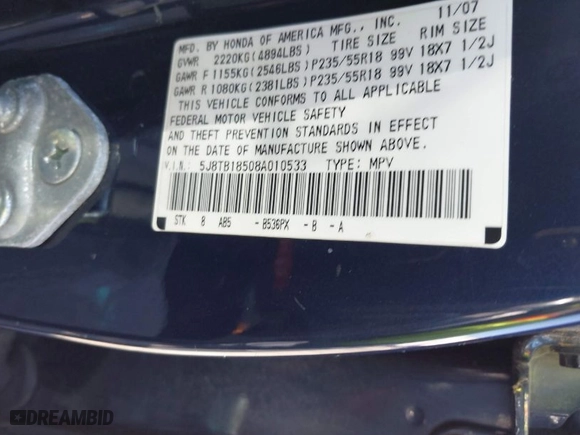 MFD. BY HONDA OF AMERICA MFG., INC. 11/07
GVWR 2220KG(4894LBS) TIRE SIZE RIM SIZE
GAWR F 1155KG(2546LBS)P235/55R18 99V 18X7 1/2J
GAWR R 1080KG(2381LBS)P235/55R18 99V 18X7 1/2J
THIS VEHICLE CONFORMS TO ALL APPLICABLE
FEDERAL MOTOR VEHICLE SAFETY
AND THEFT PREVENTION STANDARDS IN EFFECT
ON THE DATE OF MANUFACTURE SHOWN ABOVE.
V.I.N.: 5J8TB18508A010533 TYPE: MPV
STK 8 AB5 -B536PX -B -A
DREAMBID